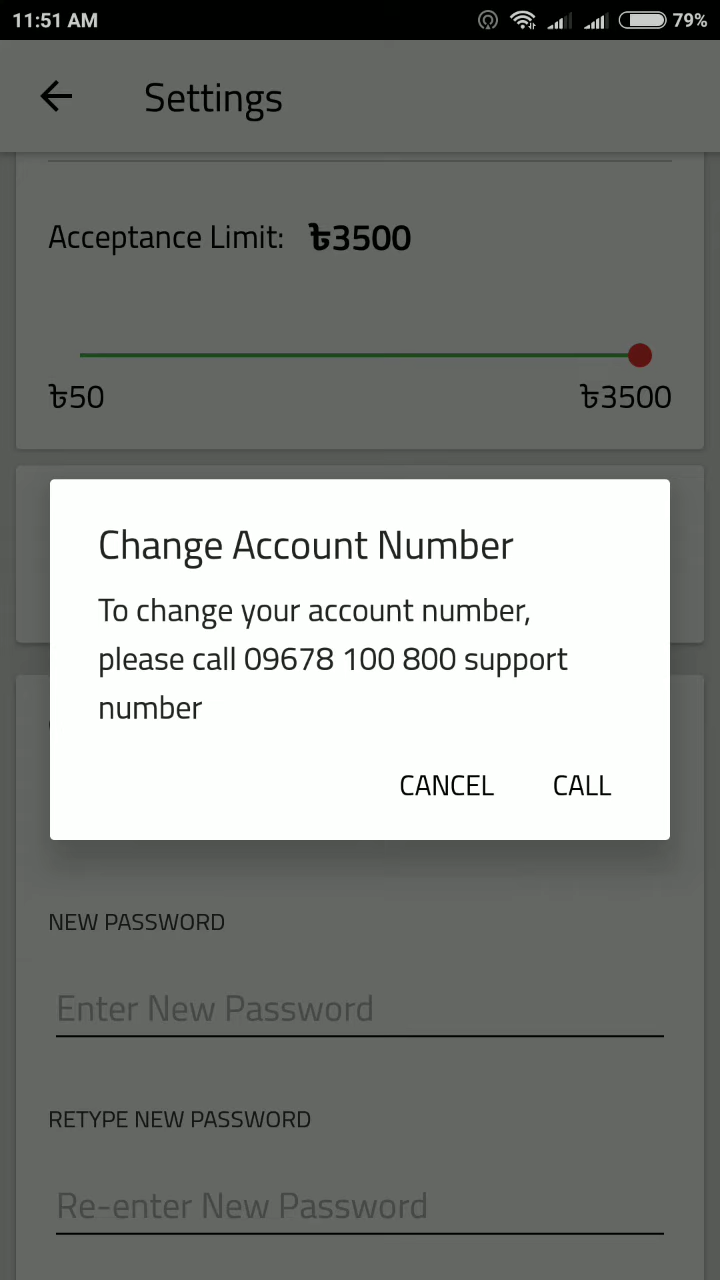 11:51 AM
79%
Settings
Acceptance Limit: ৳3500
৳50
৳3500
Change Account Number
To change your account number,
please call 09678 100 800 support
number
CANCEL
CALL
NEW PASSWORD
Enter New Password
RETYPE NEW PASSWORD
Re-enter New Password